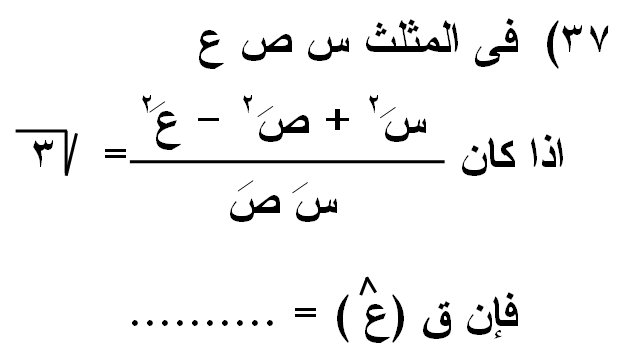 ٣٧) فى المثلث س ص ع
اذا كان (سَ^٢ + صَ^٢ − عَ^٢) / (سَ صَ) = √٣
فإن ق (ع^) = ..........